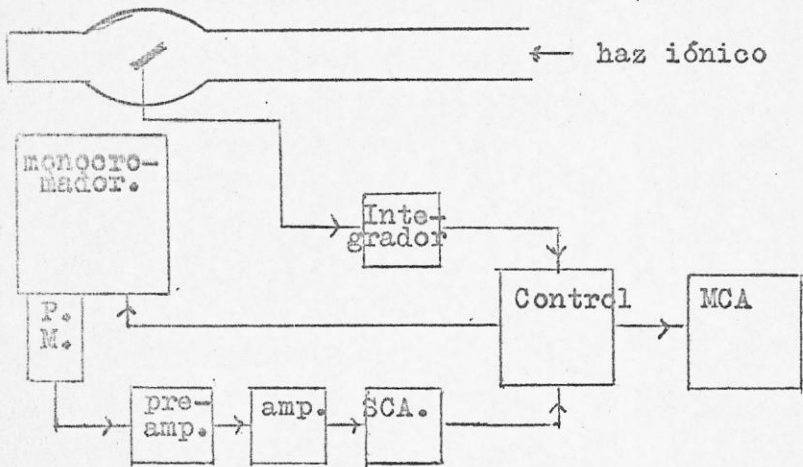 haz iónico
monocro-
mador.
Inte-
grador
Control
MCA
P.
M.
pre-
amp.
amp.
SCA.